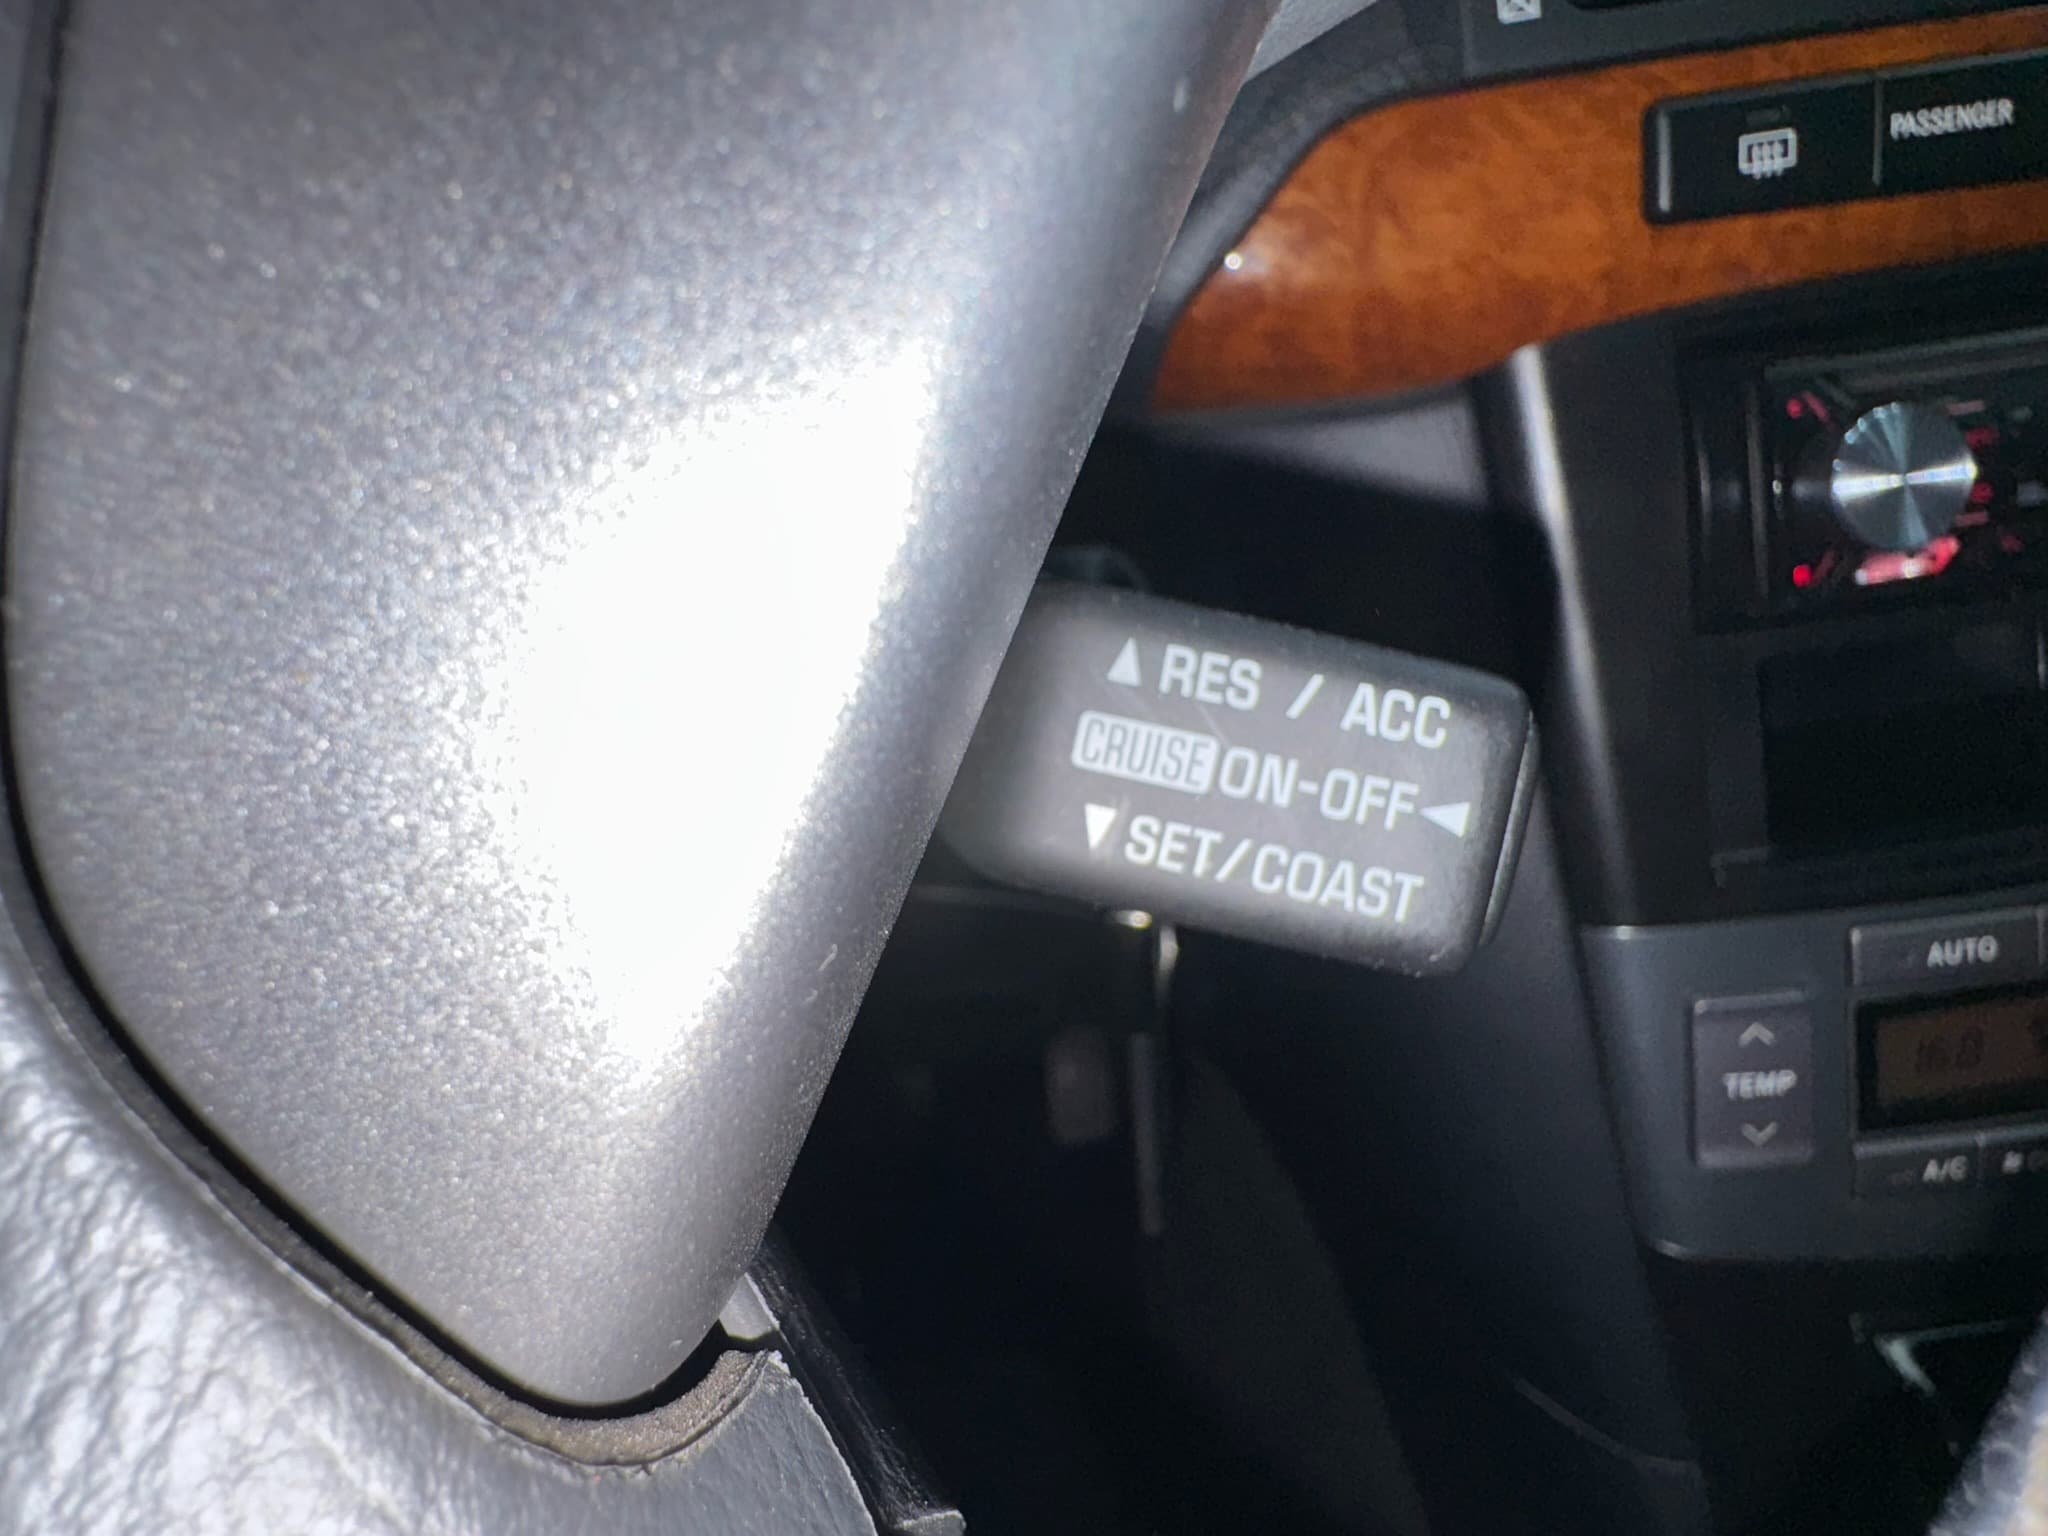 PASSENGER
▲RES / ACC
CRUISE ON-OFF◀
▼SET/COAST
AUTO
TEMP
A/C